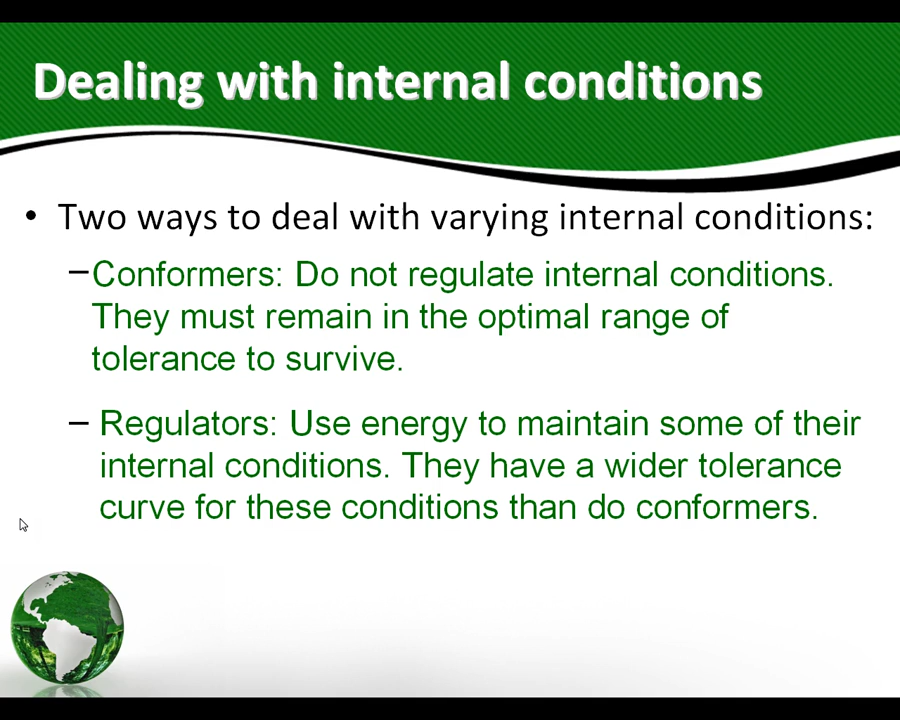 Dealing with internal conditions
• Two ways to deal with varying internal conditions:
–Conformers: Do not regulate internal conditions.
They must remain in the optimal range of
tolerance to survive.
– Regulators: Use energy to maintain some of their
internal conditions. They have a wider tolerance
curve for these conditions than do conformers.